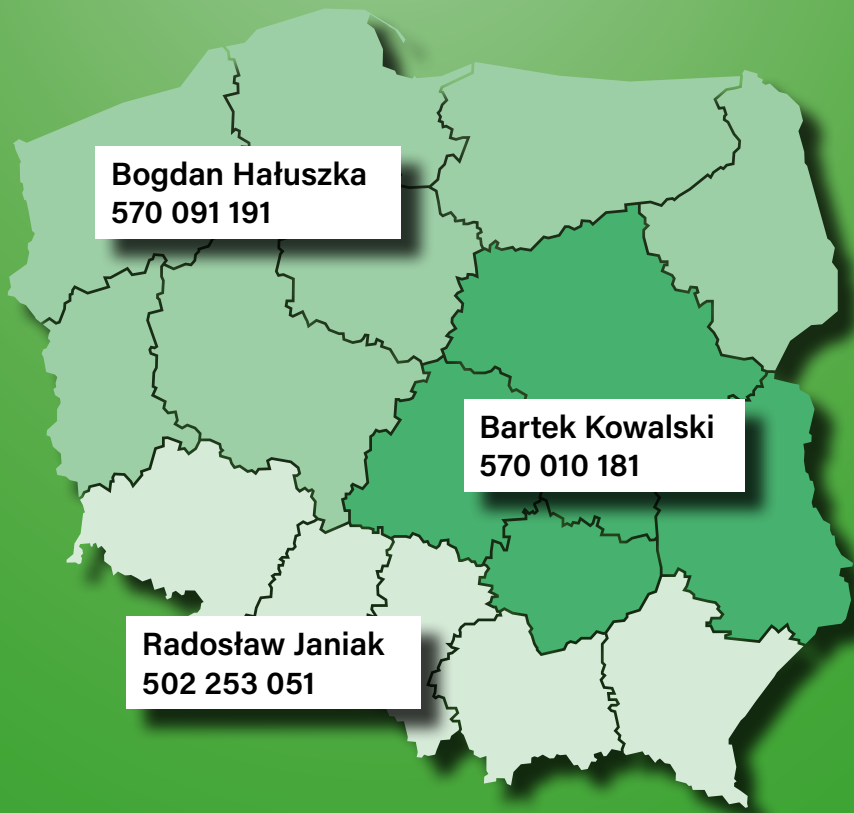 Bogdan Hałuszka
570 091 191
Bartek Kowalski
570 010 181
Radosław Janiak
502 253 051